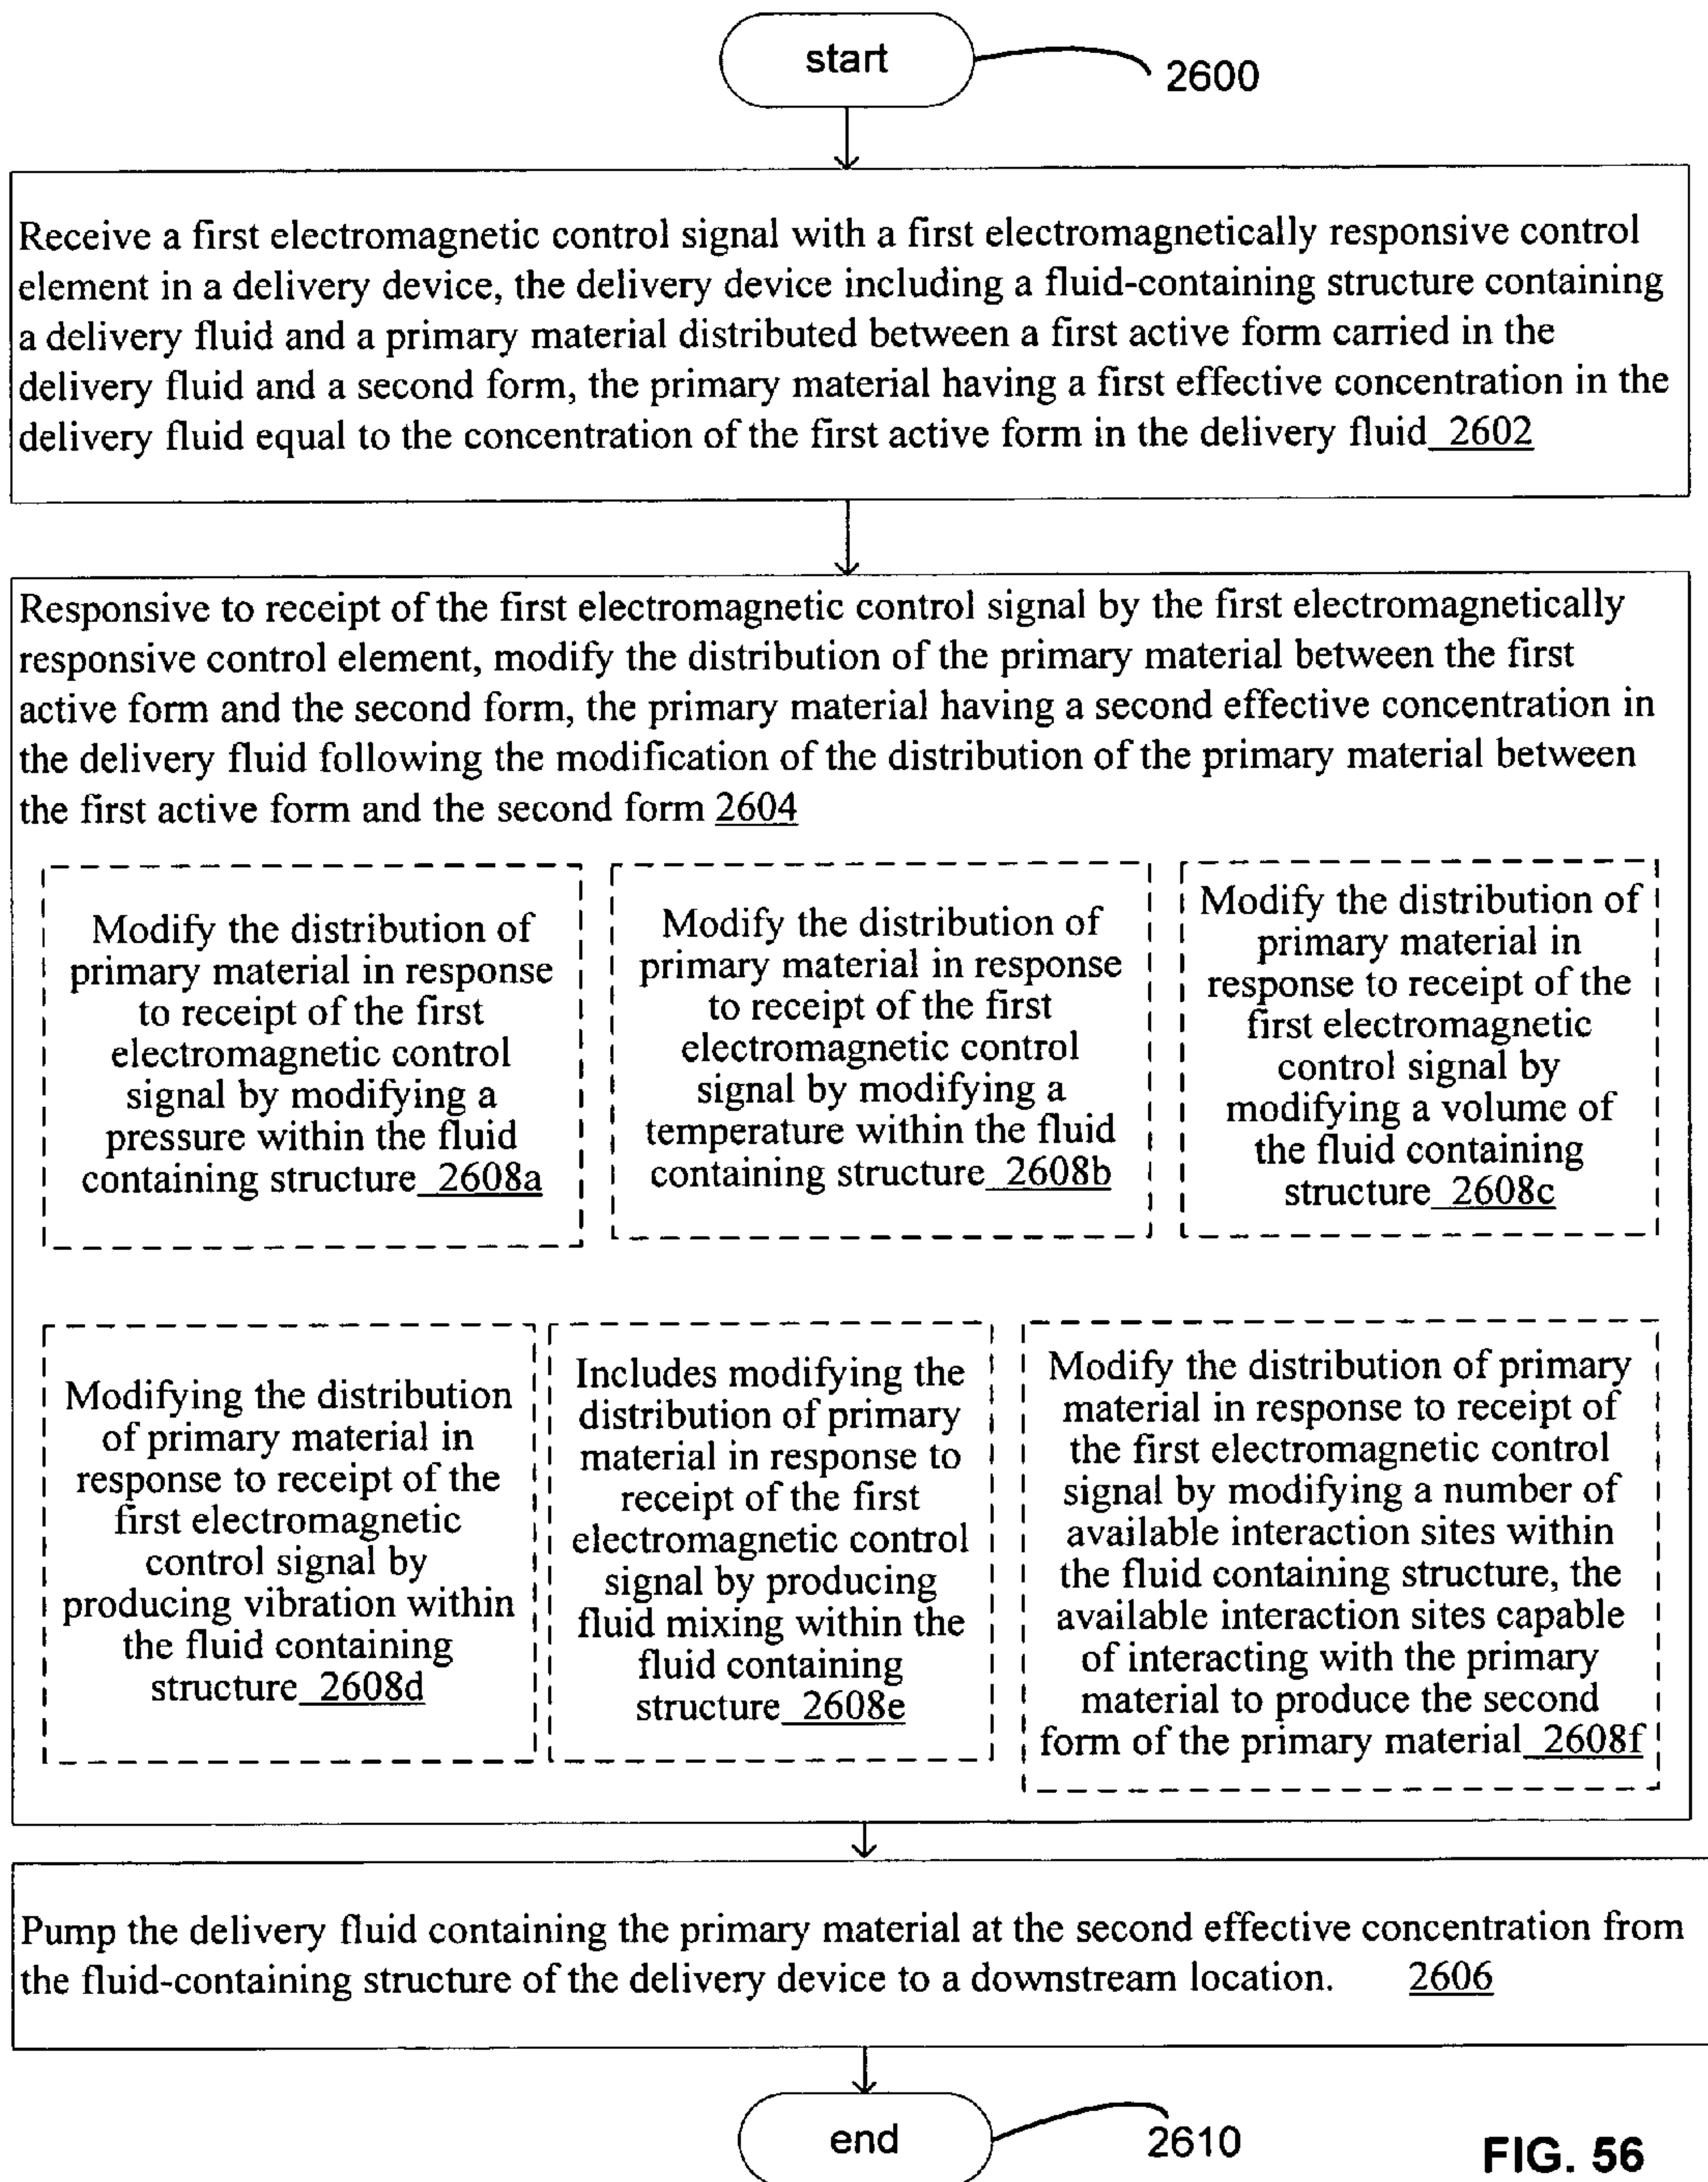 start
2600
Receive a first electromagnetic control signal with a first electromagnetically responsive control
element in a delivery device, the delivery device including a fluid-containing structure containing
a delivery fluid and a primary material distributed between a first active form carried in the
delivery fluid and a second form, the primary material having a first effective concentration in the
delivery fluid equal to the concentration of the first active form in the delivery fluid 2602
Responsive to receipt of the first electromagnetic control signal by the first electromagnetically
responsive control element, modify the distribution of the primary material between the first
active form and the second form, the primary material having a second effective concentration in
the delivery fluid following the modification of the distribution of the primary material between
the first active form and the second form 2604
Modify the distribution of
primary material in response
to receipt of the first
electromagnetic control
signal by modifying a
pressure within the fluid
containing structure 2608a
Modify the distribution of
primary material in response
to receipt of the first
electromagnetic control
signal by modifying a
temperature within the fluid
containing structure 2608b
Modify the distribution of
primary material in
response to receipt of the
first electromagnetic
control signal by
modifying a volume of
the fluid containing
structure 2608c
Modifying the distribution
of primary material in
response to receipt of the
first electromagnetic
control signal by
producing vibration within
the fluid containing
structure 2608d
Includes modifying the
distribution of primary
material in response to
receipt of the first
electromagnetic control
signal by producing
fluid mixing within the
fluid containing
structure 2608e
Modify the distribution of primary
material in response to receipt of
the first electromagnetic control
signal by modifying a number of
available interaction sites within
the fluid containing structure, the
available interaction sites capable
of interacting with the primary
material to produce the second
form of the primary material 2608f
Pump the delivery fluid containing the primary material at the second effective concentration from
the fluid-containing structure of the delivery device to a downstream location. 2606
end
2610
FIG. 56